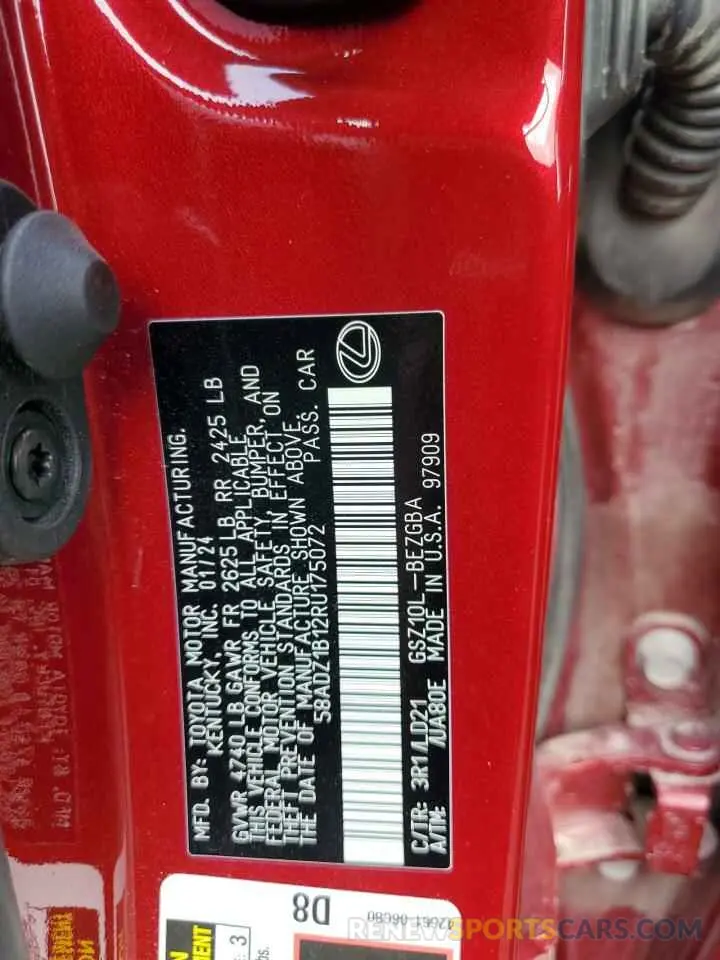 MFD. BY: TOYOTA MOTOR MANUFACTURING.
KENTUCKY, INC. 01/24
GVWR 4740 LB GAWR FR 2625 LB RR 2425 LB
THIS VEHICLE CONFORMS TO ALL APPLICABLE
FEDERAL MOTOR VEHICLE SAFETY, BUMPER, AND
THEFT PREVENTION STANDARDS IN EFFECT ON
THE DATE OF MANUFACTURE SHOWN ABOVE.
58ADZ1B12RU175072 PASS. CAR
C/TR: 3R1/LD21 GSZ10L-BEZGBA
A/TM: /UA80E MADE IN U.S.A. 97909
D8
3
RENEWSPORTSCARS.COM